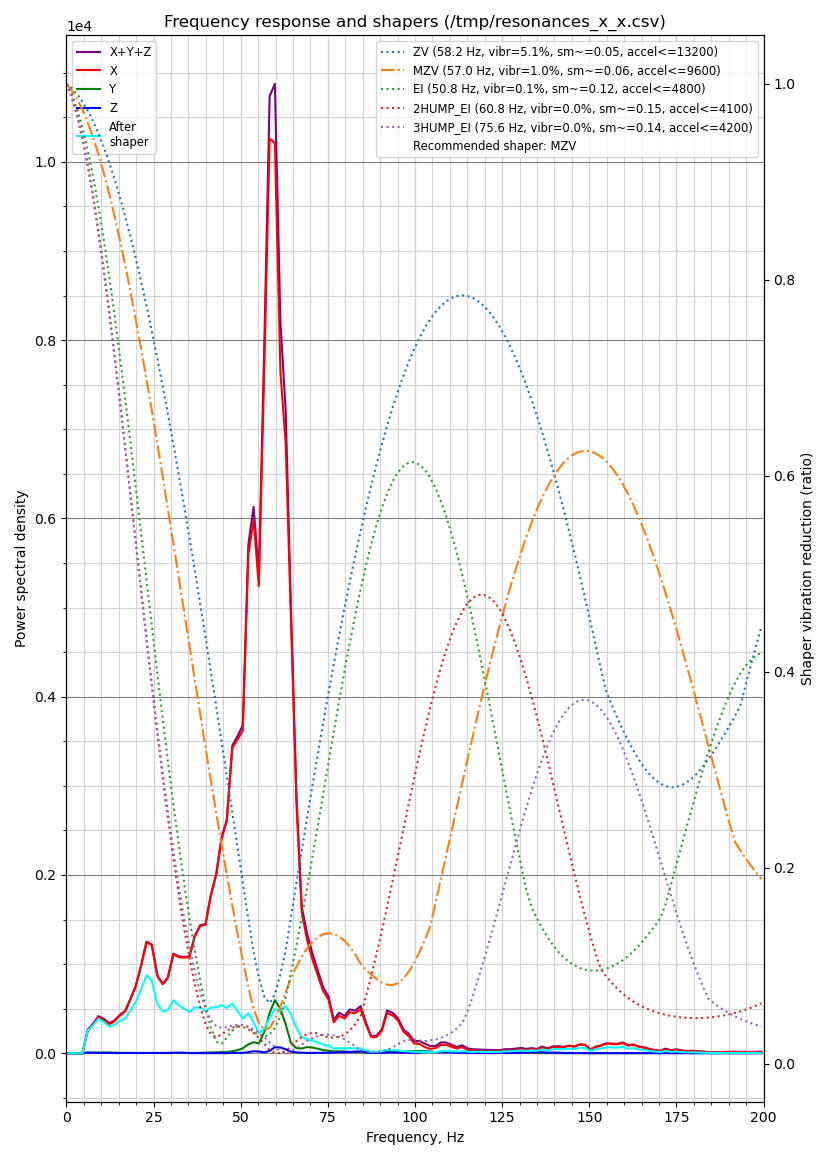 Frequency response and shapers (/tmp/resonances_x_x.csv)
1e4
X+Y+Z
X
Y
Z
After
shaper
ZV (58.2 Hz, vibr=5.1%, sm~=0.05, accel<=13200)
MZV (57.0 Hz, vibr=1.0%, sm~=0.06, accel<=9600)
EI (50.8 Hz, vibr=0.1%, sm~=0.12, accel<=4800)
2HUMP_EI (60.8 Hz, vibr=0.0%, sm~=0.15, accel<=4100)
3HUMP_EI (75.6 Hz, vibr=0.0%, sm~=0.14, accel<=4200)
Recommended shaper: MZV
Power spectral density
1.0
0.8
0.6
0.4
0.2
0.0
Shaper vibration reduction (ratio)
1.0
0.8
0.6
0.4
0.2
0.0
0 25 50 75 100 125 150 175 200
Frequency, Hz